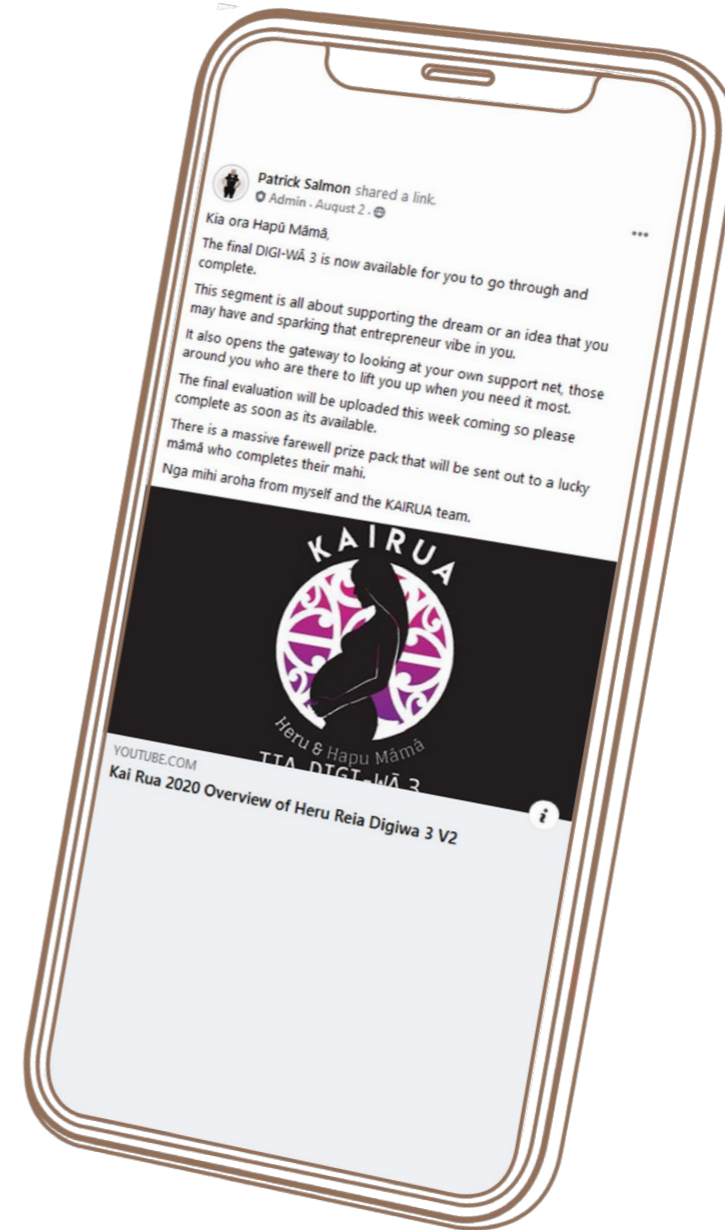 Patrick Salmon shared a link.
Admin · August 2 ·
Kia ora Hapū Māmā,
The final DIGI-WĀ 3 is now available for you to go through and
complete.
This segment is all about supporting the dream or an idea that you
may have and sparking that entrepreneur vibe in you.
It also opens the gateway to looking at your own support net, those
around you who are there to lift you up when you need it most.
The final evaluation will be uploaded this week coming so please
complete as soon as its available.
There is a massive farewell prize pack that will be sent out to a lucky
māmā who completes their mahi.
Nga mihi aroha from myself and the KAIRUA team.
KAIRUA
Heru & Hapu Māmā
DIGI-WĀ 3
YOUTUBE.COM
Kai Rua 2020 Overview of Heru Reia Digiwa 3 V2
i